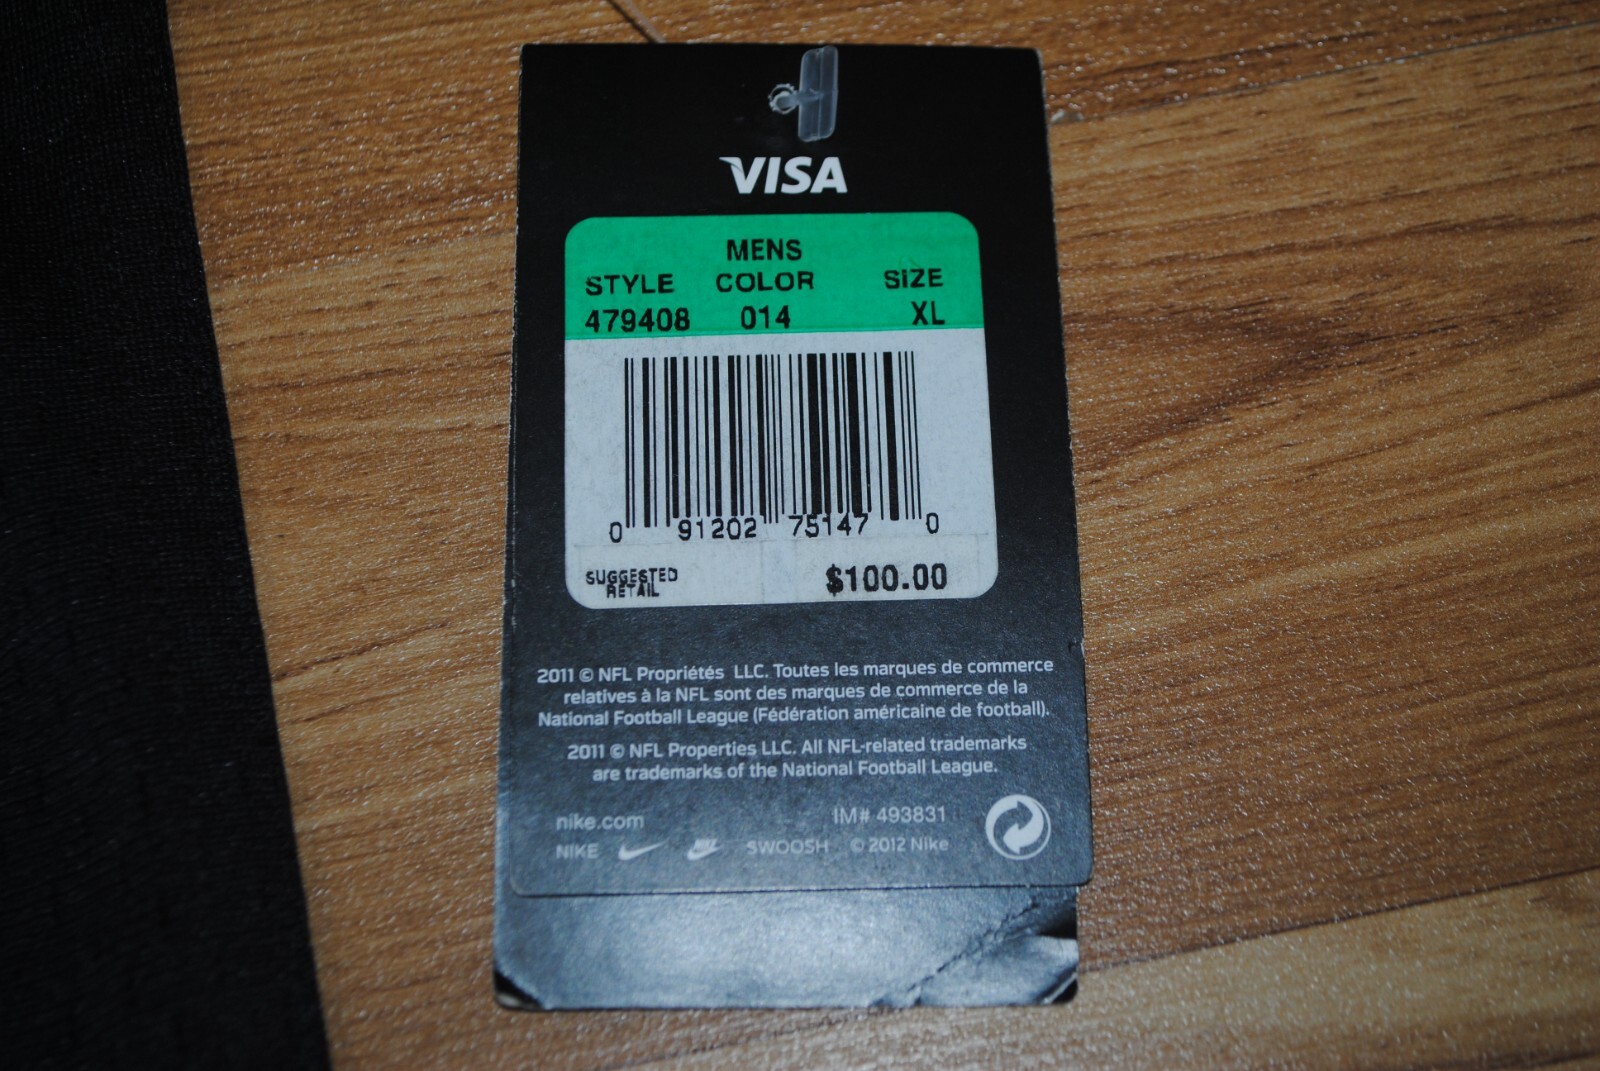 VISA
MENS
STYLE COLOR SIZE
479408 014 XL
0 91202 75147 0
SUGGESTED RETAIL $100.00
2011 © NFL Propriétés LLC. Toutes les marques de commerce
relatives à la NFL sont des marques de commerce de la
National Football League (Fédération américaine de football).
2011 © NFL Properties LLC. All NFL-related trademarks
are trademarks of the National Football League.
nike.com IM# 493831
NIKE SWOOSH © 2012 Nike